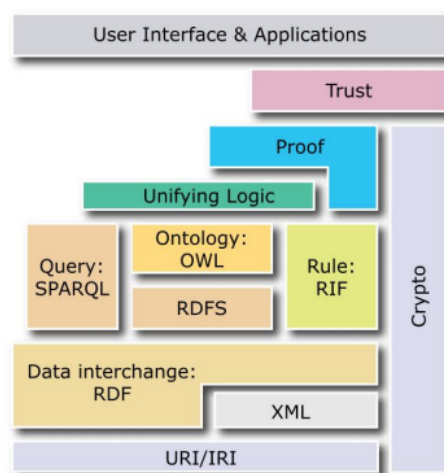 User Interface & Applications
Trust
Proof
Unifying Logic
Ontology:
OWL
Query:
SPARQL
Rule:
RIF
RDFS
Crypto
Data interchange:
RDF
XML
URI/IRI